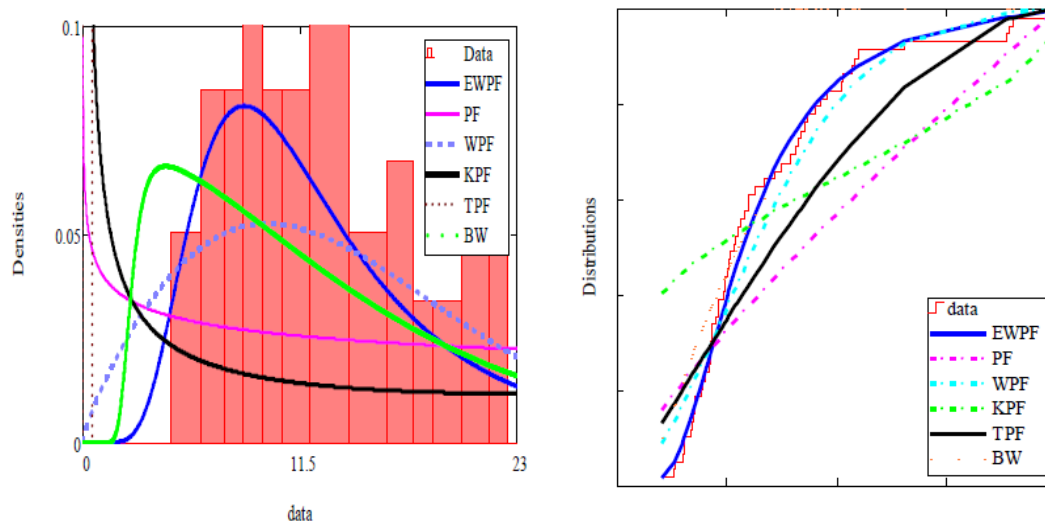 0.1
Data
EWPF
PF
WPF
KPF
TPF
BW
Densities
0.05
0
0
11.5
23
data
Distributions
data
EWPF
PF
WPF
KPF
TPF
BW